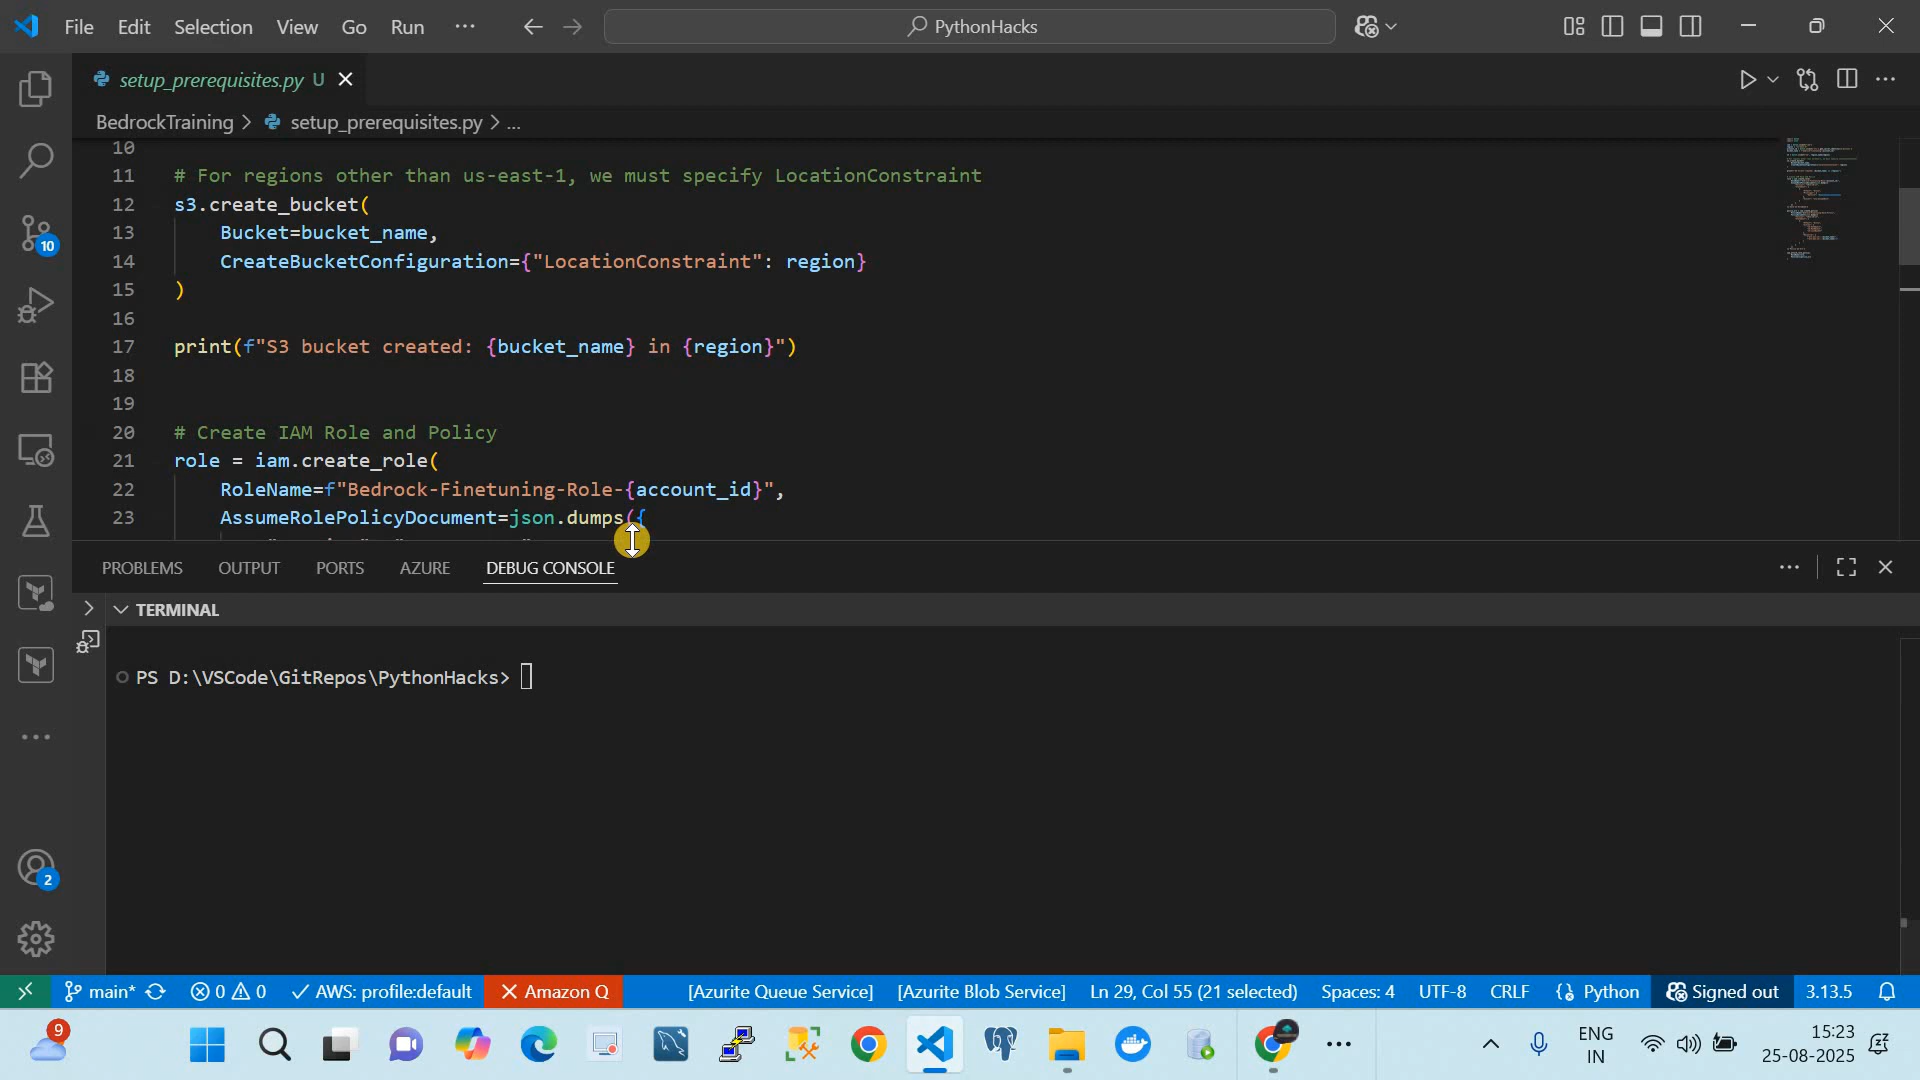 File Edit Selection View Go Run ···
PythonHacks
setup_prerequisites.py U
BedrockTraining > setup_prerequisites.py > ...
10
11 # For regions other than us-east-1, we must specify LocationConstraint
12 s3.create_bucket(
13 Bucket=bucket_name,
14 CreateBucketConfiguration={"LocationConstraint": region}
15 )
16
17 print(f"S3 bucket created: {bucket_name} in {region}")
18
19
20 # Create IAM Role and Policy
21 role = iam.create_role(
22 RoleName=f"Bedrock-Finetuning-Role-{account_id}",
23 AssumeRolePolicyDocument=json.dumps({
PROBLEMS OUTPUT PORTS AZURE DEBUG CONSOLE
TERMINAL
PS D:\VSCode\GitRepos\PythonHacks>
10
2
main* 0 0 AWS: profile:default Amazon Q [Azurite Queue Service] [Azurite Blob Service] Ln 29, Col 55 (21 selected) Spaces: 4 UTF-8 CRLF {} Python Signed out 3.13.5
9
ENG
IN
15:23
25-08-2025